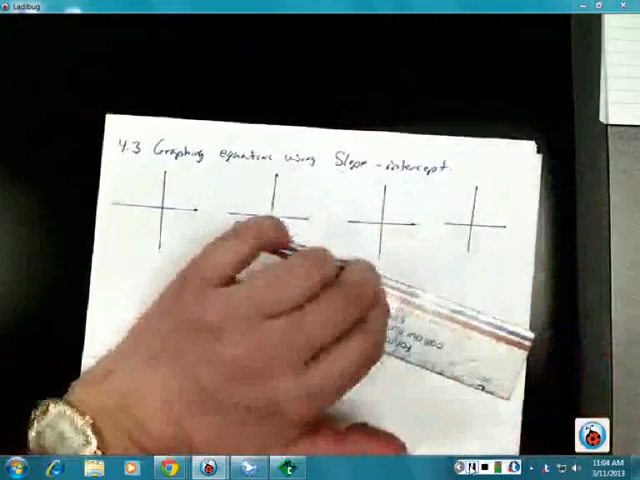 Ladibug
4.3 Graphing equations using Slope-intercept.
11:04 AM
3/11/2013